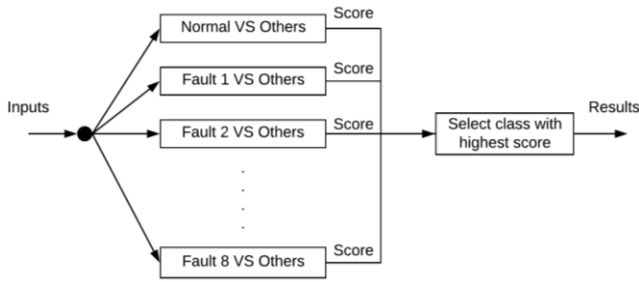 Normal VS Others
Score
Fault 1 VS Others
Score
Inputs
Fault 2 VS Others
Score
Select class with
highest score
Results
Fault 8 VS Others
Score